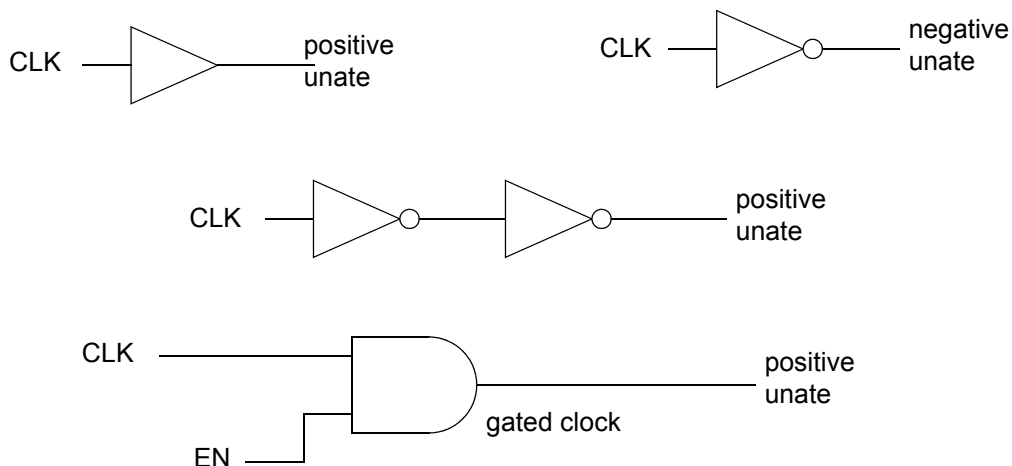 CLK
positive
unate
CLK
negative
unate
CLK
positive
unate
CLK
EN
gated clock
positive
unate